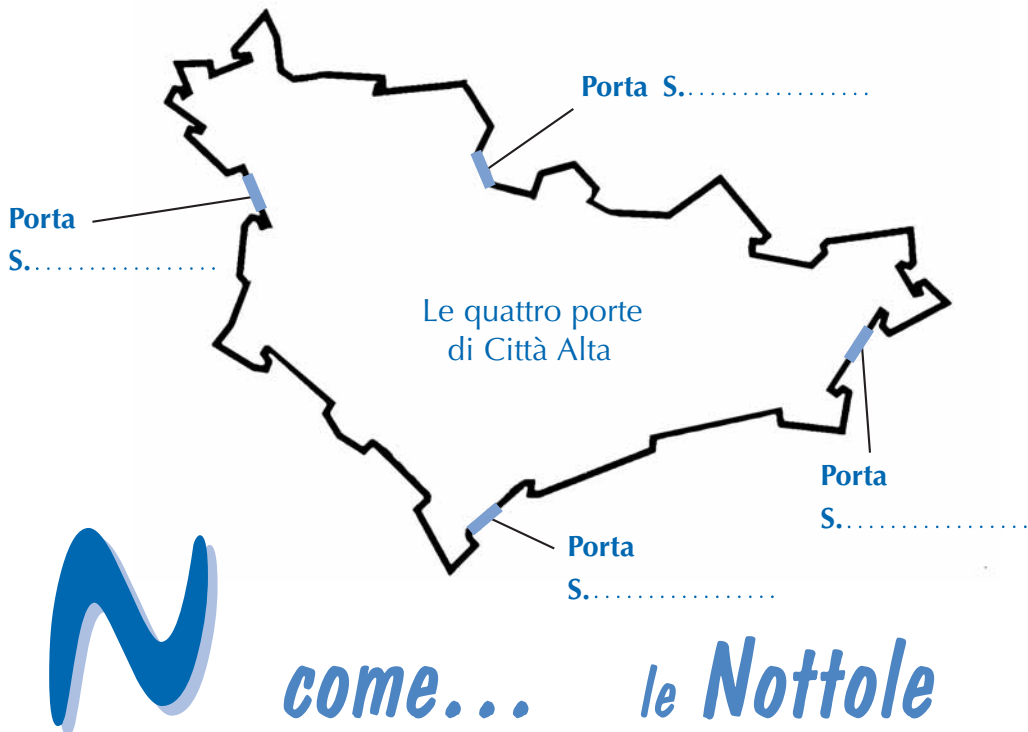 Porta S.................
Porta
S.................
Le quattro porte
di Città Alta
Porta
S.................
Porta
S.................
N come... le Nottole